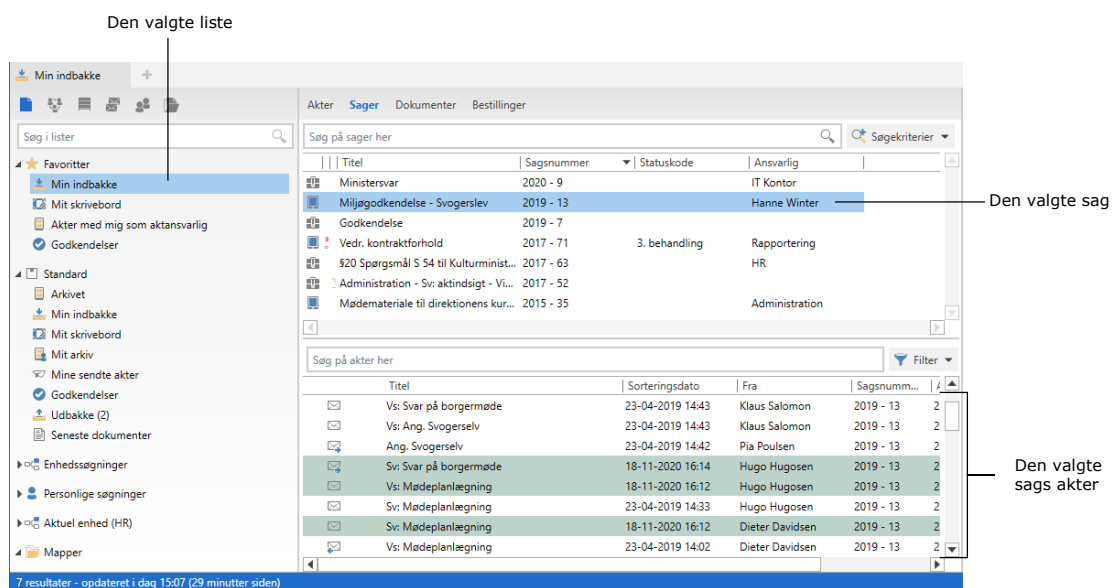 Den valgte liste
Min indbakke
Søg i lister
Favoritter
Min indbakke
Mit skrivebord
Akter med mig som aktansvarlig
Godkendelser
Standard
Arkivet
Min indbakke
Mit skrivebord
Mit arkiv
Mine sendte akter
Godkendelser
Udbakke (2)
Seneste dokumenter
Enhedssøgninger
Personlige søgninger
Aktuel enhed (HR)
Mapper
Akter Sager Dokumenter Bestillinger
Søg på sager her Søgekriterier
Titel Sagsnummer Statuskode Ansvarlig
Ministersvar 2020 - 9 IT Kontor
Miljøgodkendelse - Svogerslev 2019 - 13 Hanne Winter
Godkendelse 2019 - 7
Vedr. kontraktforhold 2017 - 71 3. behandling Rapportering
§20 Spørgsmål S 54 til Kulturminist... 2017 - 63 HR
Administration - Sv: aktindsigt - Vi... 2017 - 52
Mødemateriale til direktionens kur... 2015 - 35 Administration
Den valgte sag
Søg på akter her Filter
Titel Sorteringsdato Fra Sagsnumm...
Vs: Svar på borgermøde 23-04-2019 14:43 Klaus Salomon 2019 - 13 2
Vs: Ang. Svogerselv 23-04-2019 14:43 Klaus Salomon 2019 - 13 2
Ang. Svogerselv 23-04-2019 14:42 Pia Poulsen 2019 - 13 2
Sv: Svar på borgermøde 18-11-2020 16:14 Hugo Hugosen 2019 - 13 2
Vs: Mødeplanlægning 18-11-2020 16:12 Hugo Hugosen 2019 - 13 2
Sv: Mødeplanlægning 23-04-2019 14:33 Hugo Hugosen 2019 - 13 2
Sv: Mødeplanlægning 18-11-2020 16:12 Dieter Davidsen 2019 - 13 2
Vs: Mødeplanlægning 23-04-2019 14:02 Dieter Davidsen 2019 - 13 2
Den valgte
sags akter
7 resultater - opdateret i dag 15:07 (29 minutter siden)